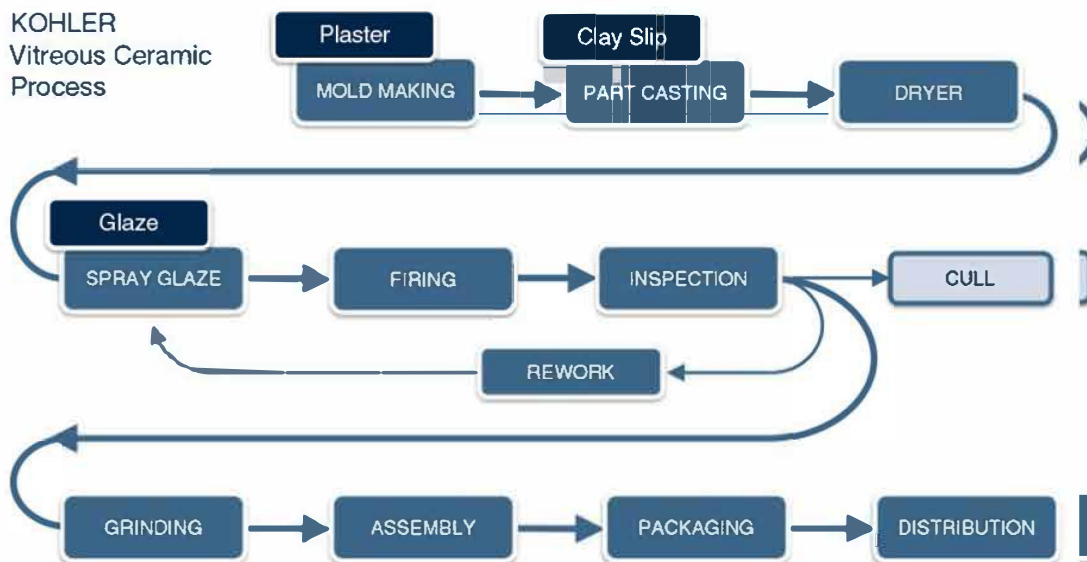 KOHLER
Vitreous Ceramic
Process
Plaster
Clay Slip
MOLD MAKING
PART CASTING
DRYER
Glaze
SPRAY GLAZE
FIRING
INSPECTION
CULL
REWORK
GRINDING
ASSEMBLY
PACKAGING
DISTRIBUTION